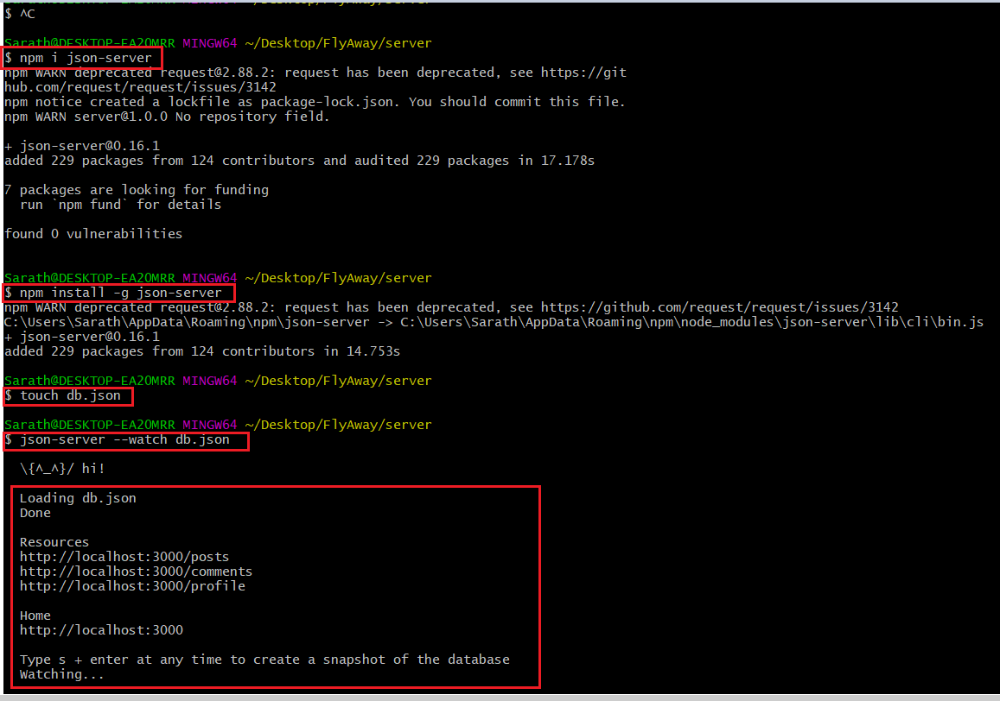 $ ^C
Sarath@DESKTOP-EA2OMRR MINGW64 ~/Desktop/FlyAway/server
$ npm i json-server
npm WARN deprecated request@2.88.2: request has been deprecated, see https://git
hub.com/request/request/issues/3142
npm notice created a lockfile as package-lock.json. You should commit this file.
npm WARN server@1.0.0 No repository field.
+ json-server@0.16.1
added 229 packages from 124 contributors and audited 229 packages in 17.178s
7 packages are looking for funding
run `npm fund` for details
found 0 vulnerabilities
Sarath@DESKTOP-EA2OMRR MINGW64 ~/Desktop/FlyAway/server
$ npm install -g json-server
npm WARN deprecated request@2.88.2: request has been deprecated, see https://github.com/request/request/issues/3142
C:\Users\Sarath\AppData\Roaming\npm\json-server -> C:\Users\Sarath\AppData\Roaming\npm\node_modules\json-server\lib\cli\bin.js
+ json-server@0.16.1
added 229 packages from 124 contributors in 14.753s
Sarath@DESKTOP-EA2OMRR MINGW64 ~/Desktop/FlyAway/server
$ touch db.json
Sarath@DESKTOP-EA2OMRR MINGW64 ~/Desktop/FlyAway/server
$ json-server --watch db.json
\{^_^}/ hi!
Loading db.json
Done
Resources
http://localhost:3000/posts
http://localhost:3000/comments
http://localhost:3000/profile
Home
http://localhost:3000
Type s + enter at any time to create a snapshot of the database
Watching...